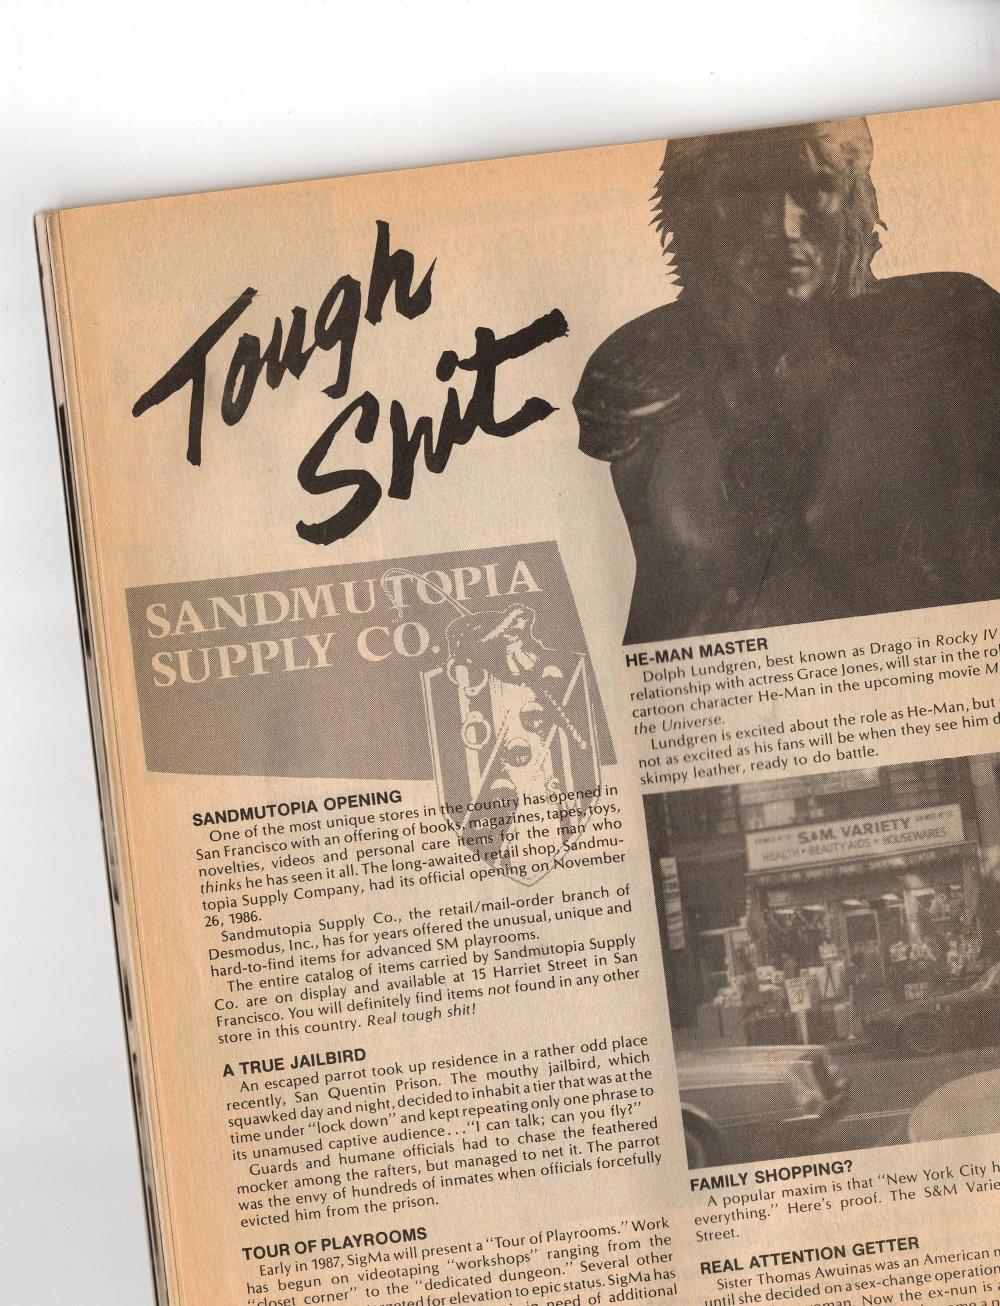 Tough
Shit
SANDMUTOPIA
SUPPLY CO.
SANDMUTOPIA OPENING
One of the most unique stores in the country has opened in
San Francisco with an offering of books, magazines, tapes, toys,
novelties, videos and personal care items for the man who
thinks he has seen it all. The long-awaited retail shop, Sandmu-
topia Supply Company, had its official opening on November
26, 1986.
Sandmutopia Supply Co., the retail/mail-order branch of
Desmodus, Inc., has for years offered the unusual, unique and
hard-to-find items for advanced SM playrooms.
The entire catalog of items carried by Sandmutopia Supply
Co. are on display and available at 15 Harriet Street in San
Francisco. You will definitely find items not found in any other
store in this country. Real tough shit!
A TRUE JAILBIRD
An escaped parrot took up residence in a rather odd place
recently, San Quentin Prison. The mouthy jailbird, which
squawked day and night, decided to inhabit a tier that was at the
time under "lock down" and kept repeating only one phrase to
its unamused captive audience..."I can talk; can you fly?"
Guards and humane officials had to chase the feathered
mocker among the rafters, but managed to net it. The parrot
was the envy of hundreds of inmates when officials forcefully
evicted him from the prison.
TOUR OF PLAYROOMS
Early in 1987, SigMa will present a "Tour of Playrooms." Work
has begun on videotaping "workshops" ranging from the
"closet corner" to the "dedicated dungeon." Several other
for elevation to epic status. SigMa has
need of additional
HE-MAN MASTER
Dolph Lundgren, best known as Drago in Rocky IV
relationship with actress Grace Jones, will star in the
cartoon character He-Man in the upcoming movie
the Universe.
Lundgren is excited about the role as He-Man, but
not as excited as his fans will be when they see him
skimpy leather, ready to do battle.
S&M. VARIETY
HEALTH • BEAUTY AIDS • HOUSEWARES
FAMILY SHOPPING?
A popular maxim is that "New York City
everything." Here's proof. The S&M
Street.
REAL ATTENTION GETTER
Sister Thomas Awuinas was an American
until she decided on a sex-change operation
a man. Now the ex-nun is